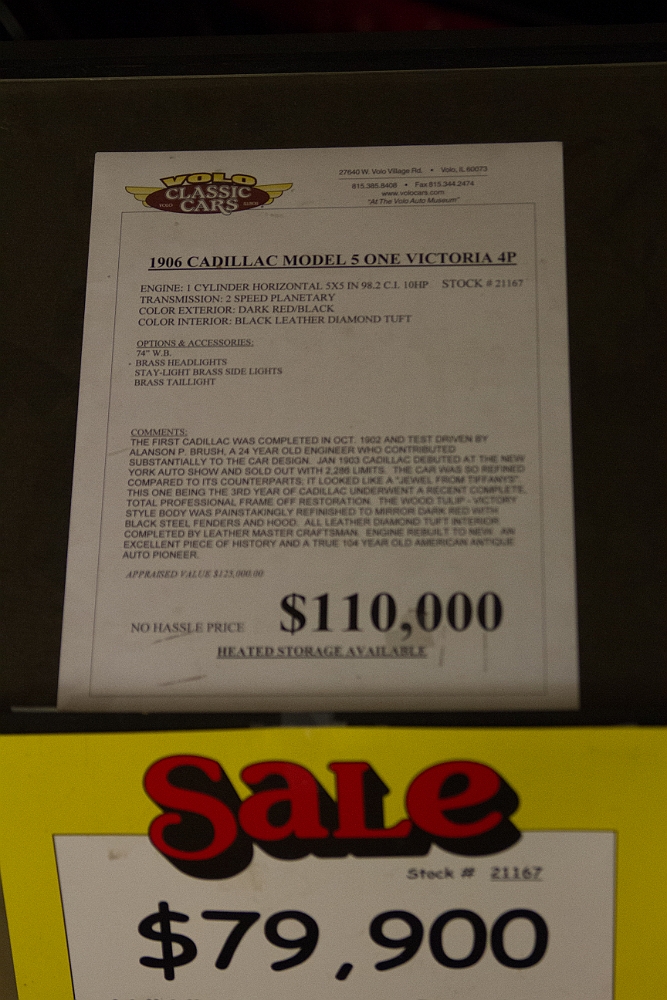 VOLO
CLASSIC
CARS
27640 W. Volo Village Rd. • Volo, IL 60073
815.385.8408 • Fax 815.344.2474
www.volocars.com
"At The Volo Auto Museum"
1906 CADILLAC MODEL 5 ONE VICTORIA 4P
ENGINE: 1 CYLINDER HORIZONTAL 5X5 IN 98.2 C.I. 10HP STOCK # 21167
TRANSMISSION: 2 SPEED PLANETARY
COLOR EXTERIOR: DARK RED/BLACK
COLOR INTERIOR: BLACK LEATHER DIAMOND TUFT
OPTIONS & ACCESSORIES:
74" W.B.
BRASS HEADLIGHTS
STAY-LIGHT BRASS SIDE LIGHTS
BRASS TAILLIGHT
COMMENTS:
THE FIRST CADILLAC WAS COMPLETED IN OCT. 1902 AND TEST DRIVEN BY
ALANSON P. BRUSH, A 24 YEAR OLD ENGINEER WHO CONTRIBUTED
SUBSTANTIALLY TO THE CAR DESIGN. JAN 1903 CADILLAC DEBUTED AT THE NEW
YORK AUTO SHOW AND SOLD OUT WITH 2,286 LIMITS. THE CAR WAS SO REFINED
COMPARED TO ITS COUNTERPARTS; IT LOOKED LIKE A "JEWEL FROM TIFFANYS".
THIS ONE BEING THE 3RD YEAR OF CADILLAC UNDERWENT A RECENT COMPLETE,
TOTAL PROFESSIONAL FRAME OFF RESTORATION. THE WOOD TULIP - VICTORY
STYLE BODY WAS PAINSTAKINGLY REFINISHED TO MIRROR DARK RED WITH
BLACK STEEL FENDERS AND HOOD. ALL LEATHER DIAMOND TUFT INTERIOR
COMPLETED BY LEATHER MASTER CRAFTSMAN. ENGINE REBUILT TO NEW. AN
EXCELLENT PIECE OF HISTORY AND A TRUE 104 YEAR OLD AMERICAN ANTIQUE
AUTO PIONEER.
APPRAISED VALUE $125,000.00
NO HASSLE PRICE $110,000
HEATED STORAGE AVAILABLE
SaLe
Stock # 21167
$79,900